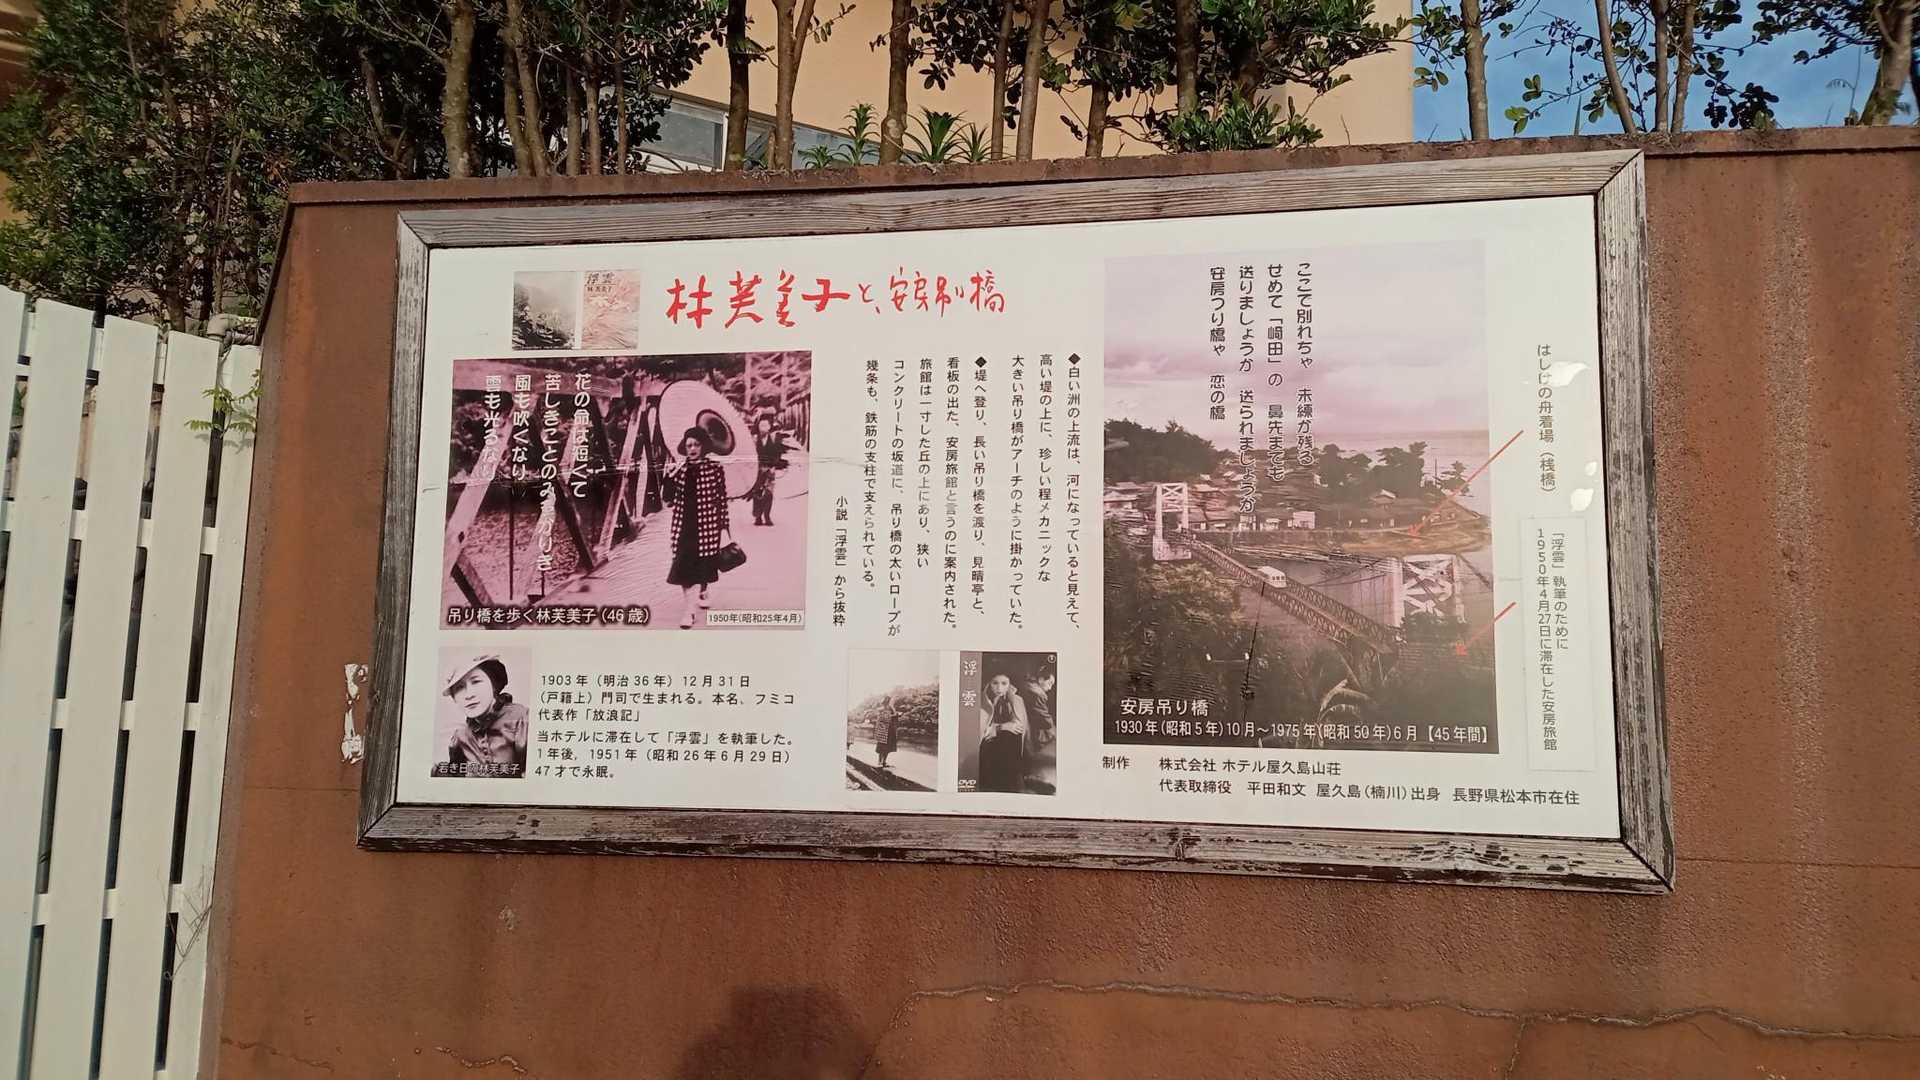 浮雲
林芙美子
林芙美子と、安房吊り橋
花の命は短くて
苦しきことのみ多かりき
風も吹くなり
雲も光るなり
吊り橋を歩く林芙美子(46歳)
1950年(昭和25年4月)
若き日の林芙美子
1903年(明治36年)12月31日
(戸籍上)門司で生まれる。本名、フミコ
代表作「放浪記」
当ホテルに滞在して「浮雲」を執筆した。
1年後，1951年(昭和26年6月29日)
47才で永眠。
◆白い洲の上流は、河になっていると見えて、
高い堤の上に、珍しい程メカニックな
大きい吊り橋がアーチのように掛かっていた。
◆堤へ登り、長い吊り橋を渡り、見晴亭と、
看板の出た、安房旅館と言うのに案内された。
旅館は一寸した丘の上にあり、狭い
コンクリートの坂道に、吊り橋の太いロープが
幾条も、鉄筋の支柱で支えられている。
小説「浮雲」から抜粋
浮雲
DVD
ここで別れちゃ 未練が残る
せめて「﨑田」の 鼻先までも
送りましょうか 送られましょうか
安房つり橋ゃ 恋の橋
安房吊り橋
1930年(昭和5年)10月～1975年(昭和50年)6月【45年間】
はしけの舟着場(桟橋)
「浮雲」執筆のために
1950年4月27日に滞在した安房旅館
制作 株式会社 ホテル屋久島山荘
代表取締役 平田和文 屋久島(楠川)出身 長野県松本市在住